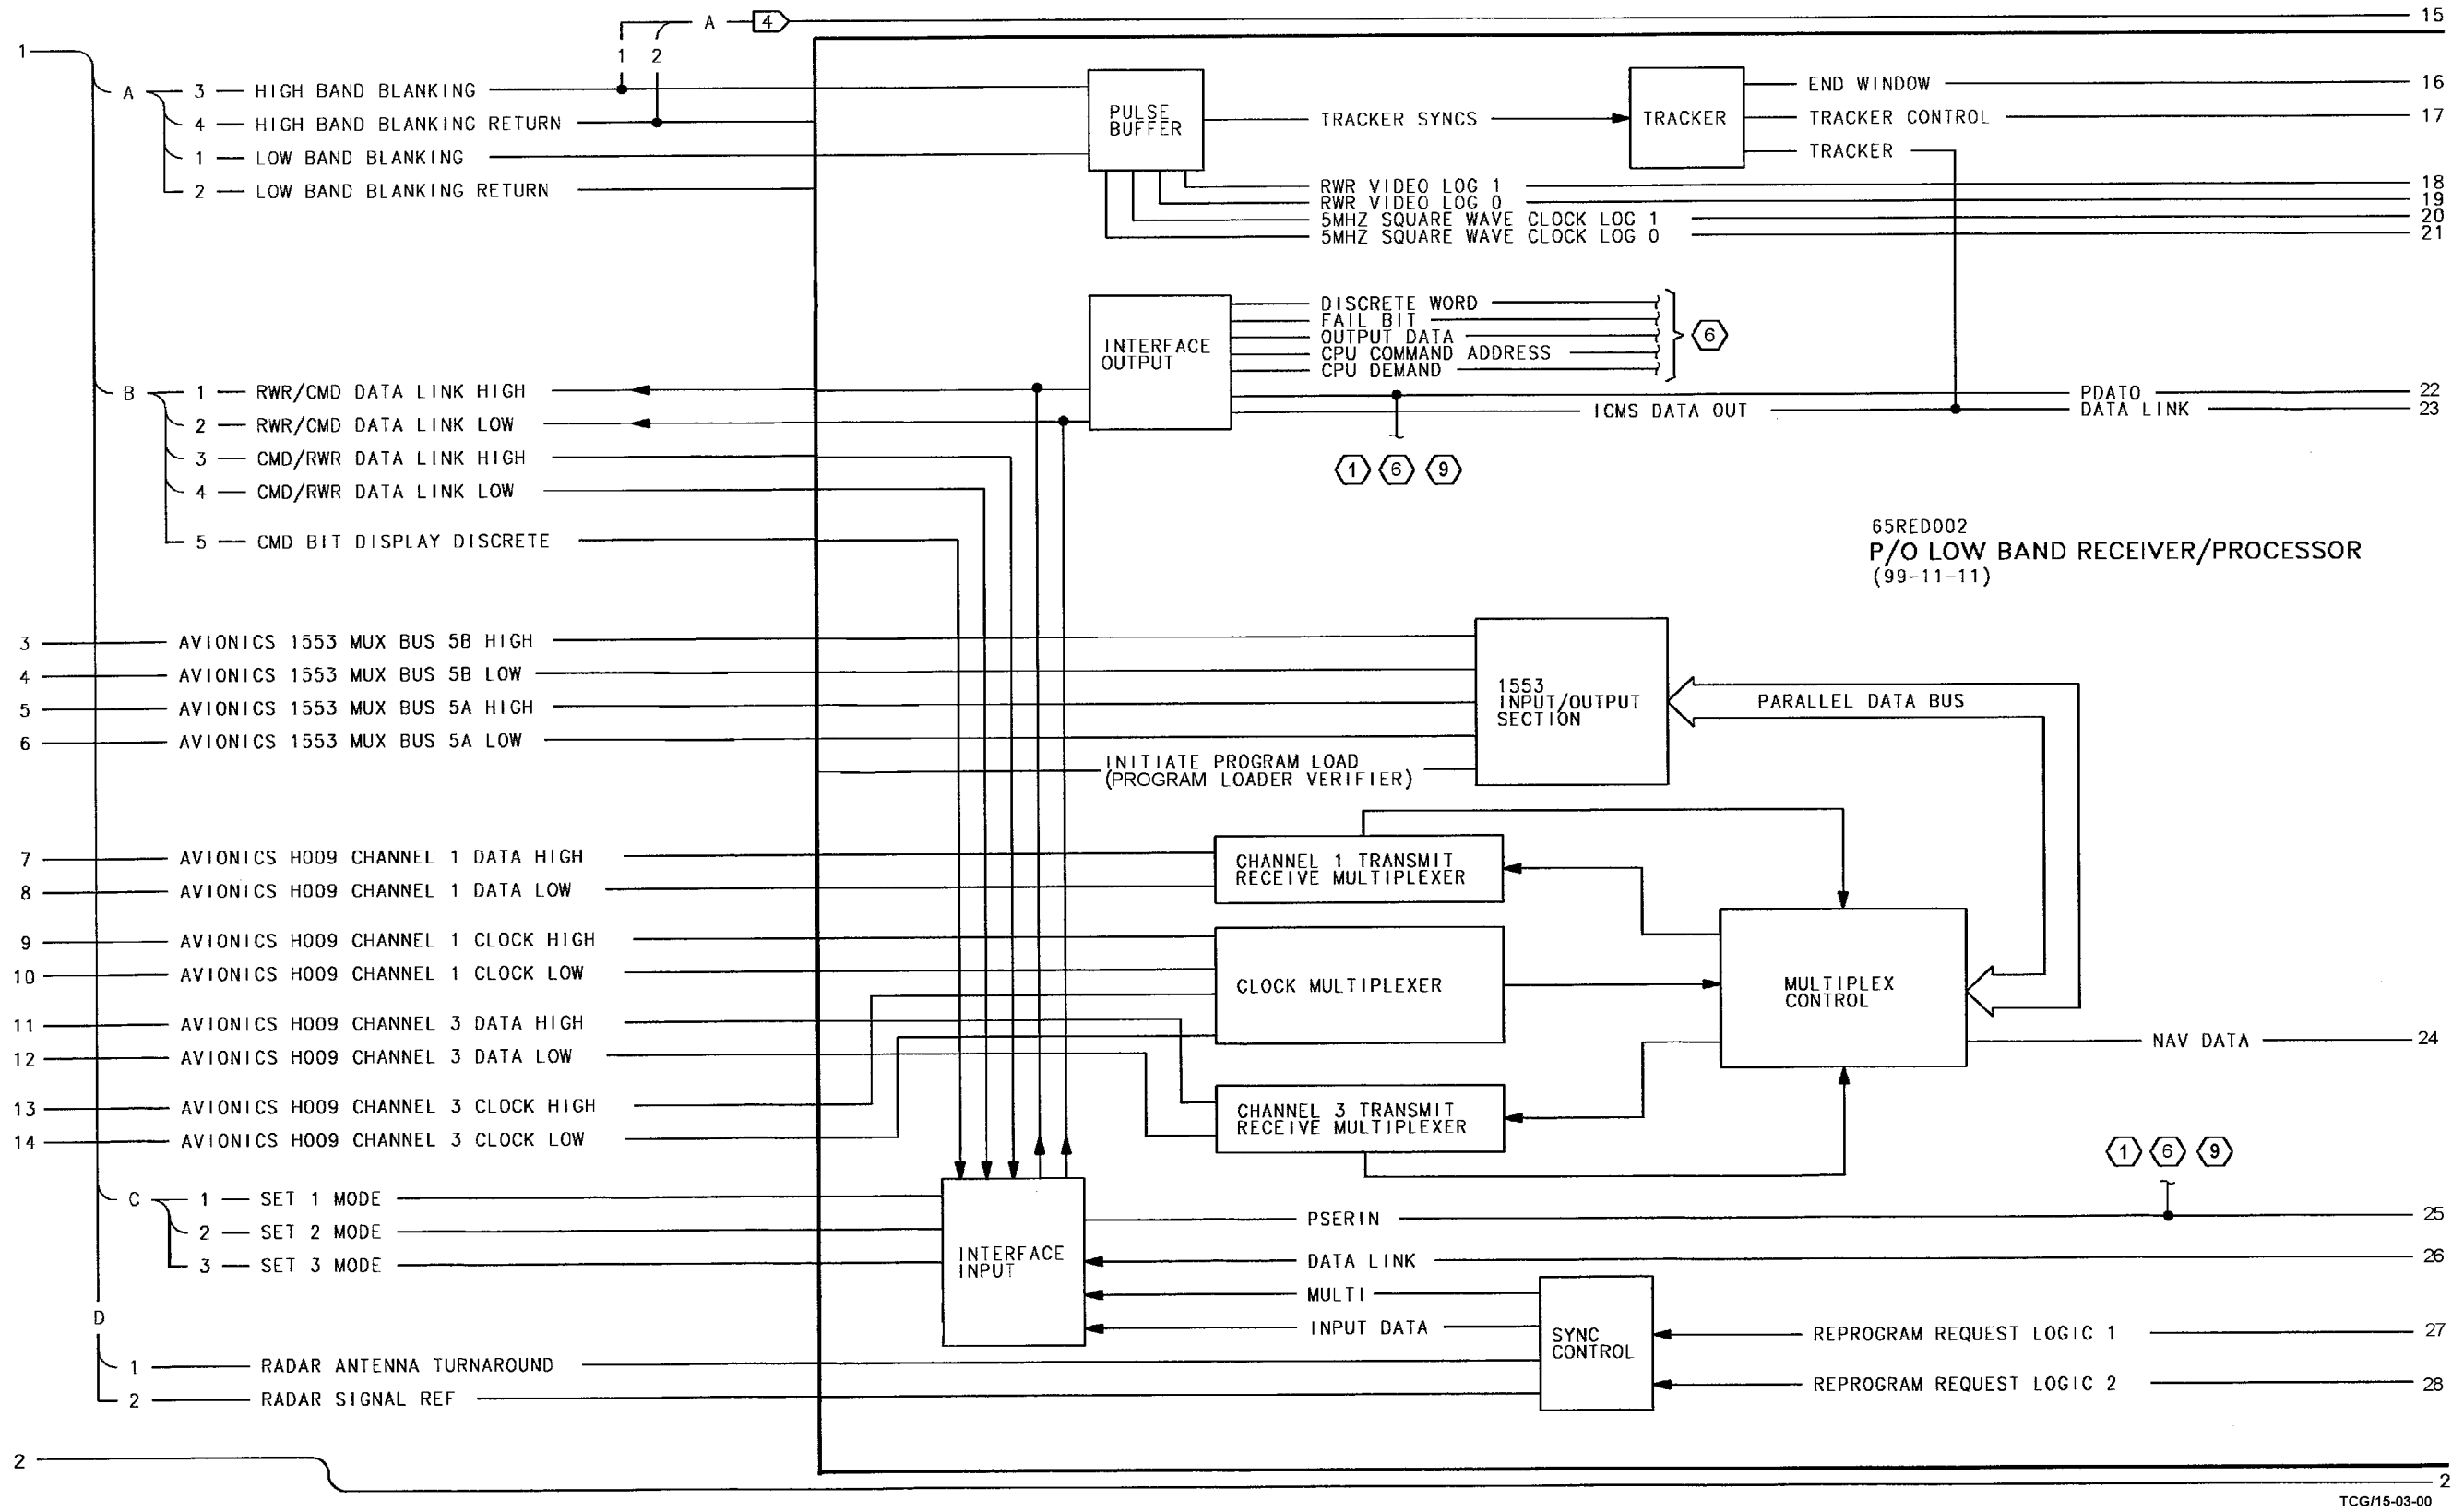 A 4 15
1
1 2
A 3 HIGH BAND BLANKING
4 HIGH BAND BLANKING RETURN
1 LOW BAND BLANKING
2 LOW BAND BLANKING RETURN
PULSE
BUFFER
TRACKER SYNCS
TRACKER
END WINDOW 16
TRACKER CONTROL 17
TRACKER
RWR VIDEO LOG 1 18
RWR VIDEO LOG 0 19
5MHZ SQUARE WAVE CLOCK LOG 1 20
5MHZ SQUARE WAVE CLOCK LOG 0 21
INTERFACE
OUTPUT
DISCRETE WORD
FAIL BIT
OUTPUT DATA
CPU COMMAND ADDRESS
CPU DEMAND
6
B 1 RWR/CMD DATA LINK HIGH
2 RWR/CMD DATA LINK LOW
3 CMD/RWR DATA LINK HIGH
4 CMD/RWR DATA LINK LOW
5 CMD BIT DISPLAY DISCRETE
PDATO 22
ICMS DATA OUT DATA LINK 23
1 6 9
65RED002
P/O LOW BAND RECEIVER/PROCESSOR
(99-11-11)
3 AVIONICS 1553 MUX BUS 5B HIGH
4 AVIONICS 1553 MUX BUS 5B LOW
5 AVIONICS 1553 MUX BUS 5A HIGH
6 AVIONICS 1553 MUX BUS 5A LOW
1553
INPUT/OUTPUT
SECTION
PARALLEL DATA BUS
INITIATE PROGRAM LOAD
(PROGRAM LOADER VERIFIER)
7 AVIONICS H009 CHANNEL 1 DATA HIGH
8 AVIONICS H009 CHANNEL 1 DATA LOW
CHANNEL 1 TRANSMIT
RECEIVE MULTIPLEXER
9 AVIONICS H009 CHANNEL 1 CLOCK HIGH
10 AVIONICS H009 CHANNEL 1 CLOCK LOW
CLOCK MULTIPLEXER
MULTIPLEX
CONTROL
11 AVIONICS H009 CHANNEL 3 DATA HIGH
12 AVIONICS H009 CHANNEL 3 DATA LOW
NAV DATA 24
13 AVIONICS H009 CHANNEL 3 CLOCK HIGH
14 AVIONICS H009 CHANNEL 3 CLOCK LOW
CHANNEL 3 TRANSMIT
RECEIVE MULTIPLEXER
1 6 9
C 1 SET 1 MODE
2 SET 2 MODE
3 SET 3 MODE
INTERFACE
INPUT
PSERIN 25
DATA LINK 26
MULTI
INPUT DATA
SYNC
CONTROL
REPROGRAM REQUEST LOGIC 1 27
REPROGRAM REQUEST LOGIC 2 28
D
1 RADAR ANTENNA TURNAROUND
2 RADAR SIGNAL REF
2 2
TCG/15-03-00